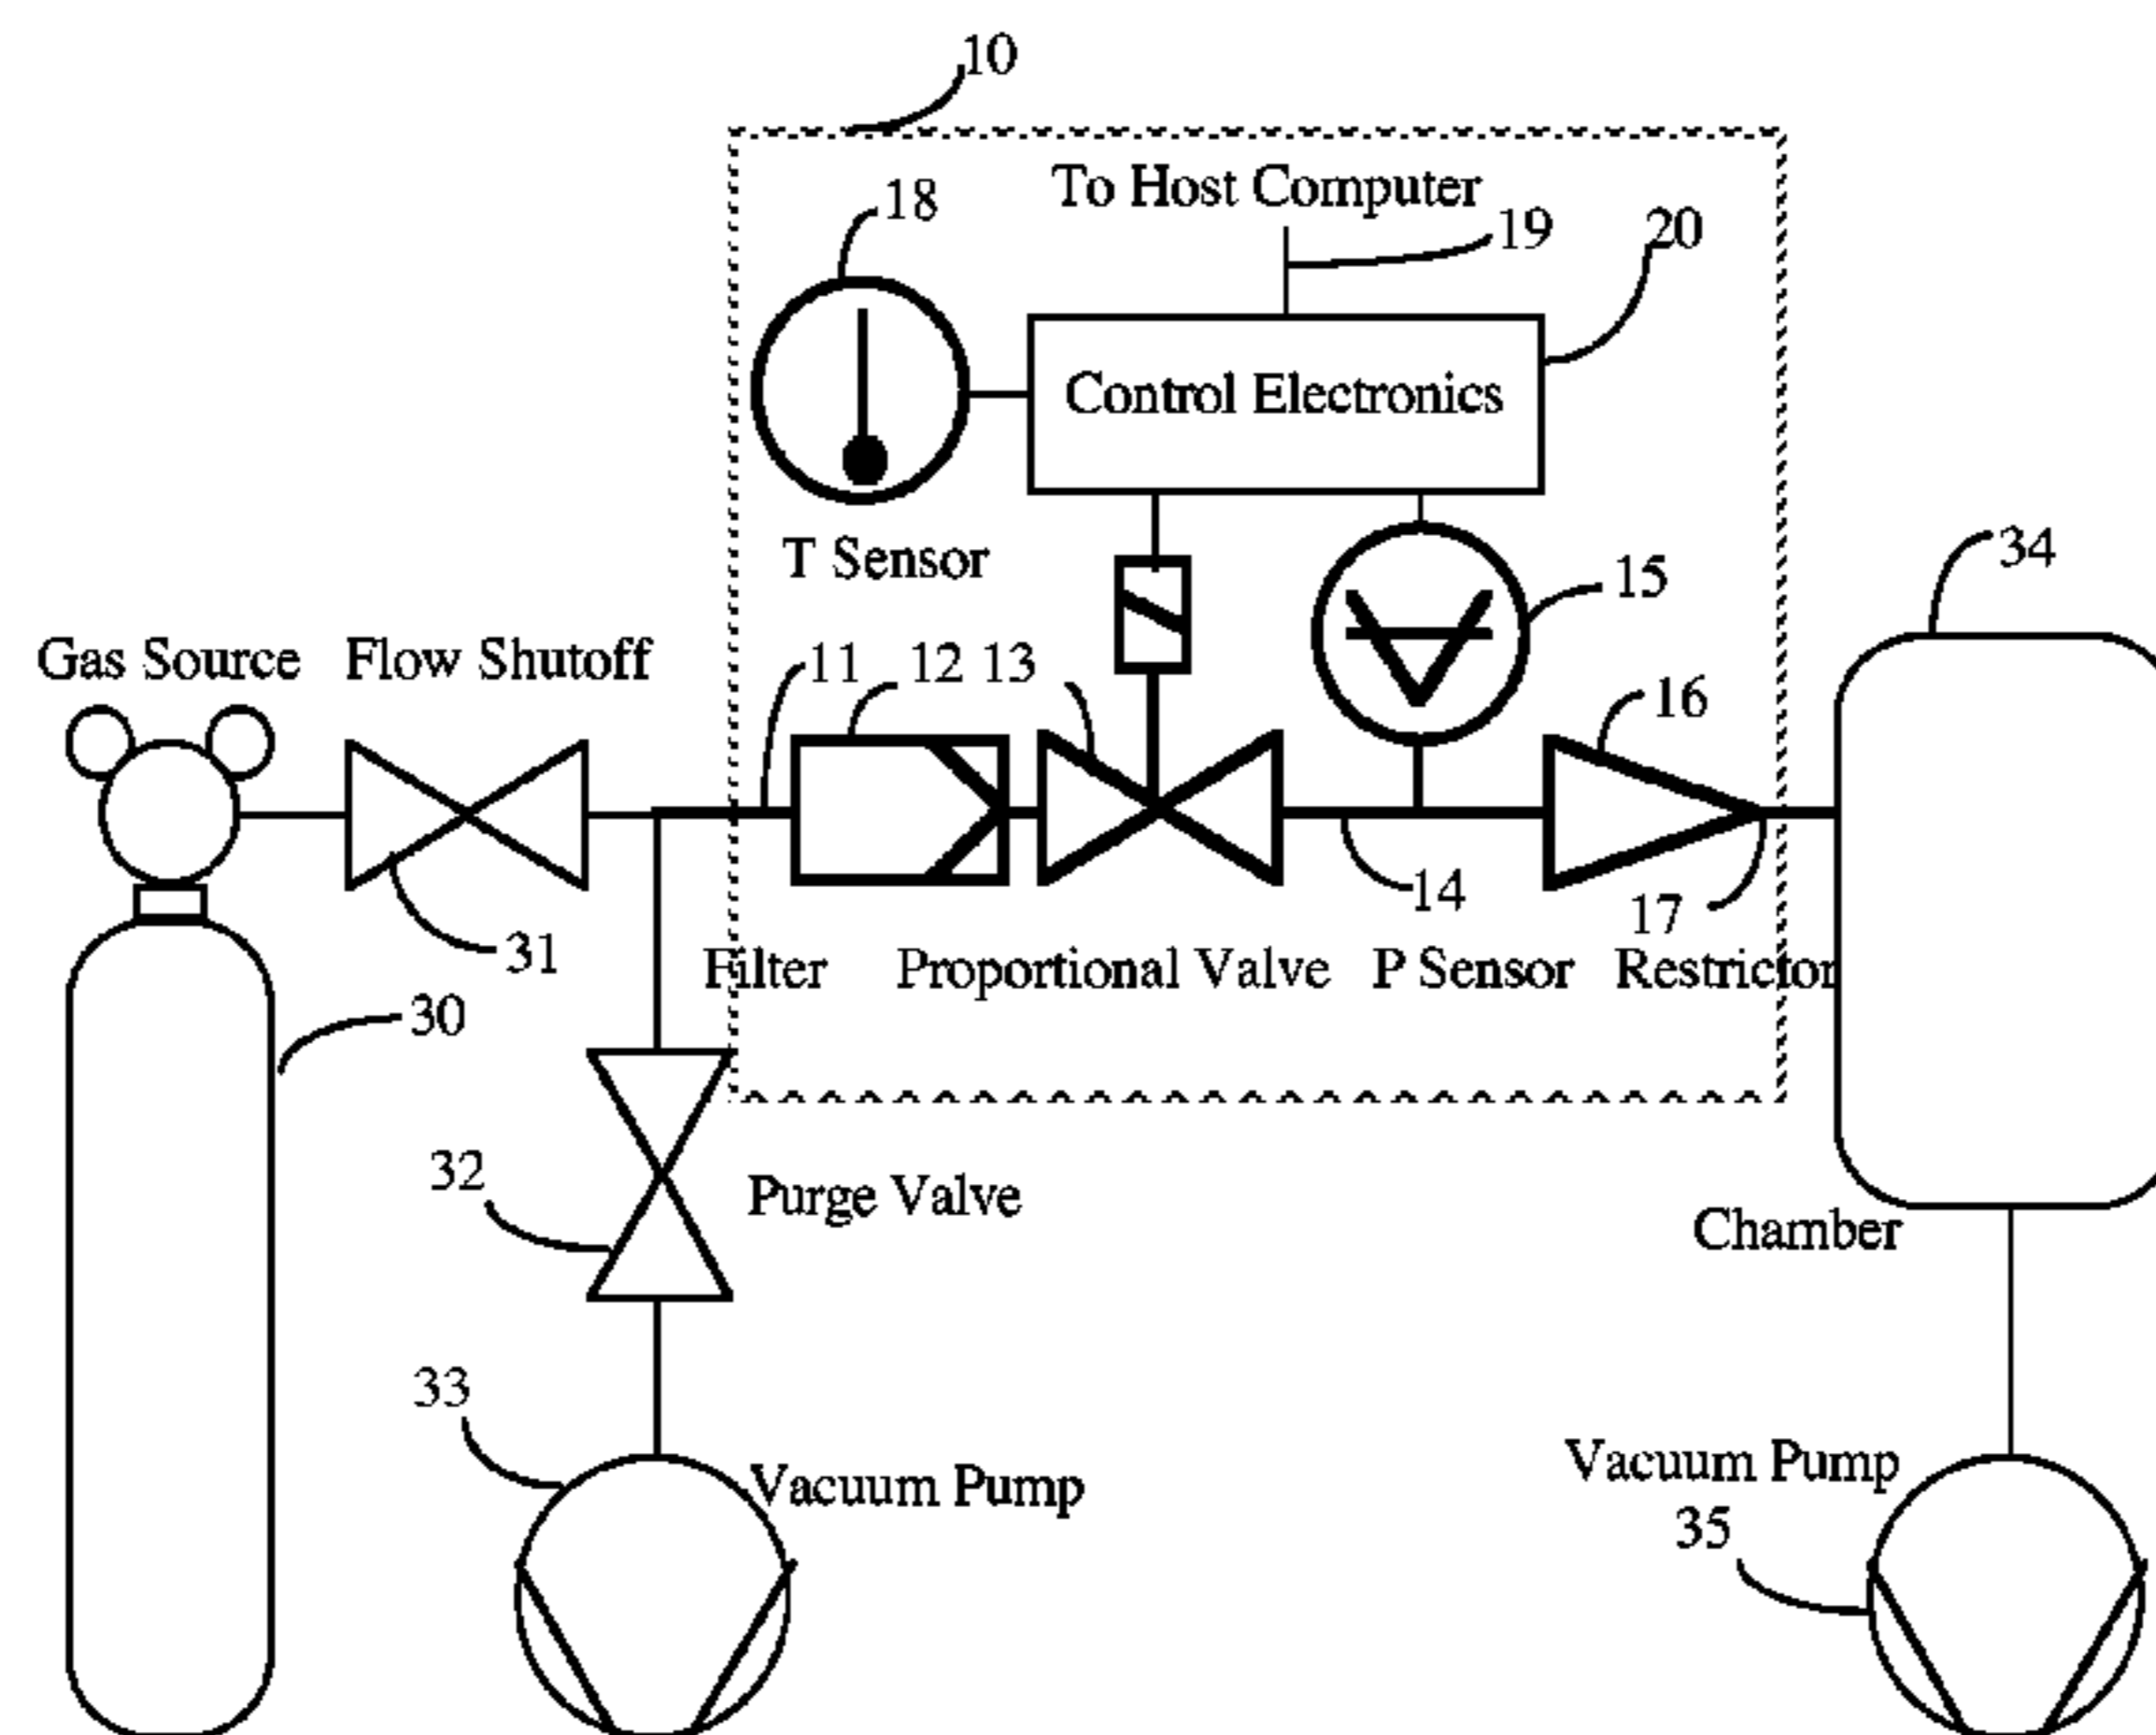 10
To Host Computer
18
19
20
Control Electronics
T Sensor
15
34
Gas Source
Flow Shutoff
11
12
13
16
14
17
31
Filter
Proportional Valve
P Sensor
Restrictor
30
32
Purge Valve
Chamber
33
Vacuum Pump
Vacuum Pump
35